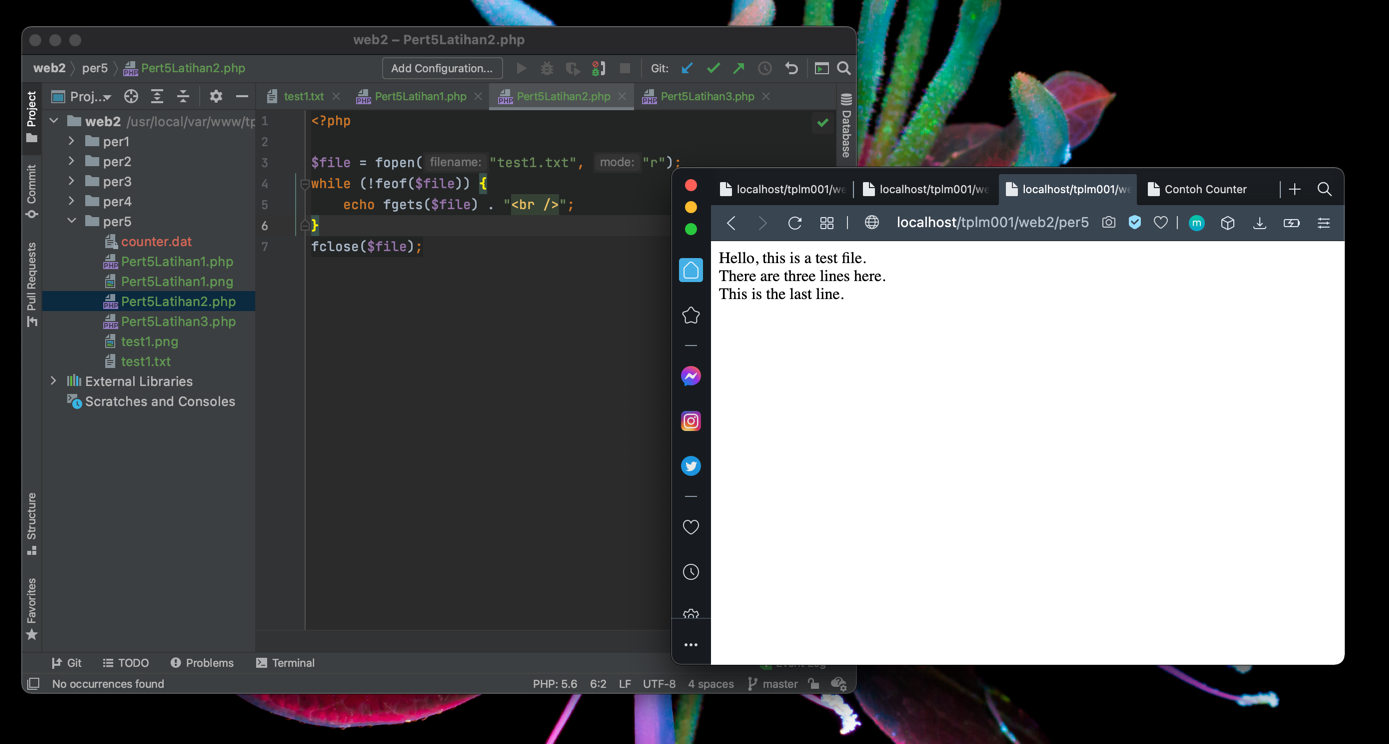 web2 – Pert5Latihan2.php
web2 〉 per5 〉 Pert5Latihan2.php
Add Configuration...
Git:
Proj...
test1.txt
Pert5Latihan1.php
Pert5Latihan2.php
Pert5Latihan3.php
Project
Commit
Pull Requests
Structure
Favorites
web2 /usr/local/var/www/tp
per1
per2
per3
per4
per5
counter.dat
Pert5Latihan1.php
Pert5Latihan1.png
Pert5Latihan2.php
Pert5Latihan3.php
test1.png
test1.txt
External Libraries
Scratches and Consoles
1 <?php
2
3 $file = fopen( filename: "test1.txt", mode: "r");
4 while (!feof($file)) {
5     echo fgets($file) . "<br />";
6 }
7 fclose($file);
Database
localhost/tplm001/we
localhost/tplm001/we
localhost/tplm001/we
Contoh Counter
localhost/tplm001/web2/per5
m
Hello, this is a test file.
There are three lines here.
This is the last line.
Git
TODO
Problems
Terminal
No occurrences found
PHP: 5.6
6:2
LF
UTF-8
4 spaces
master